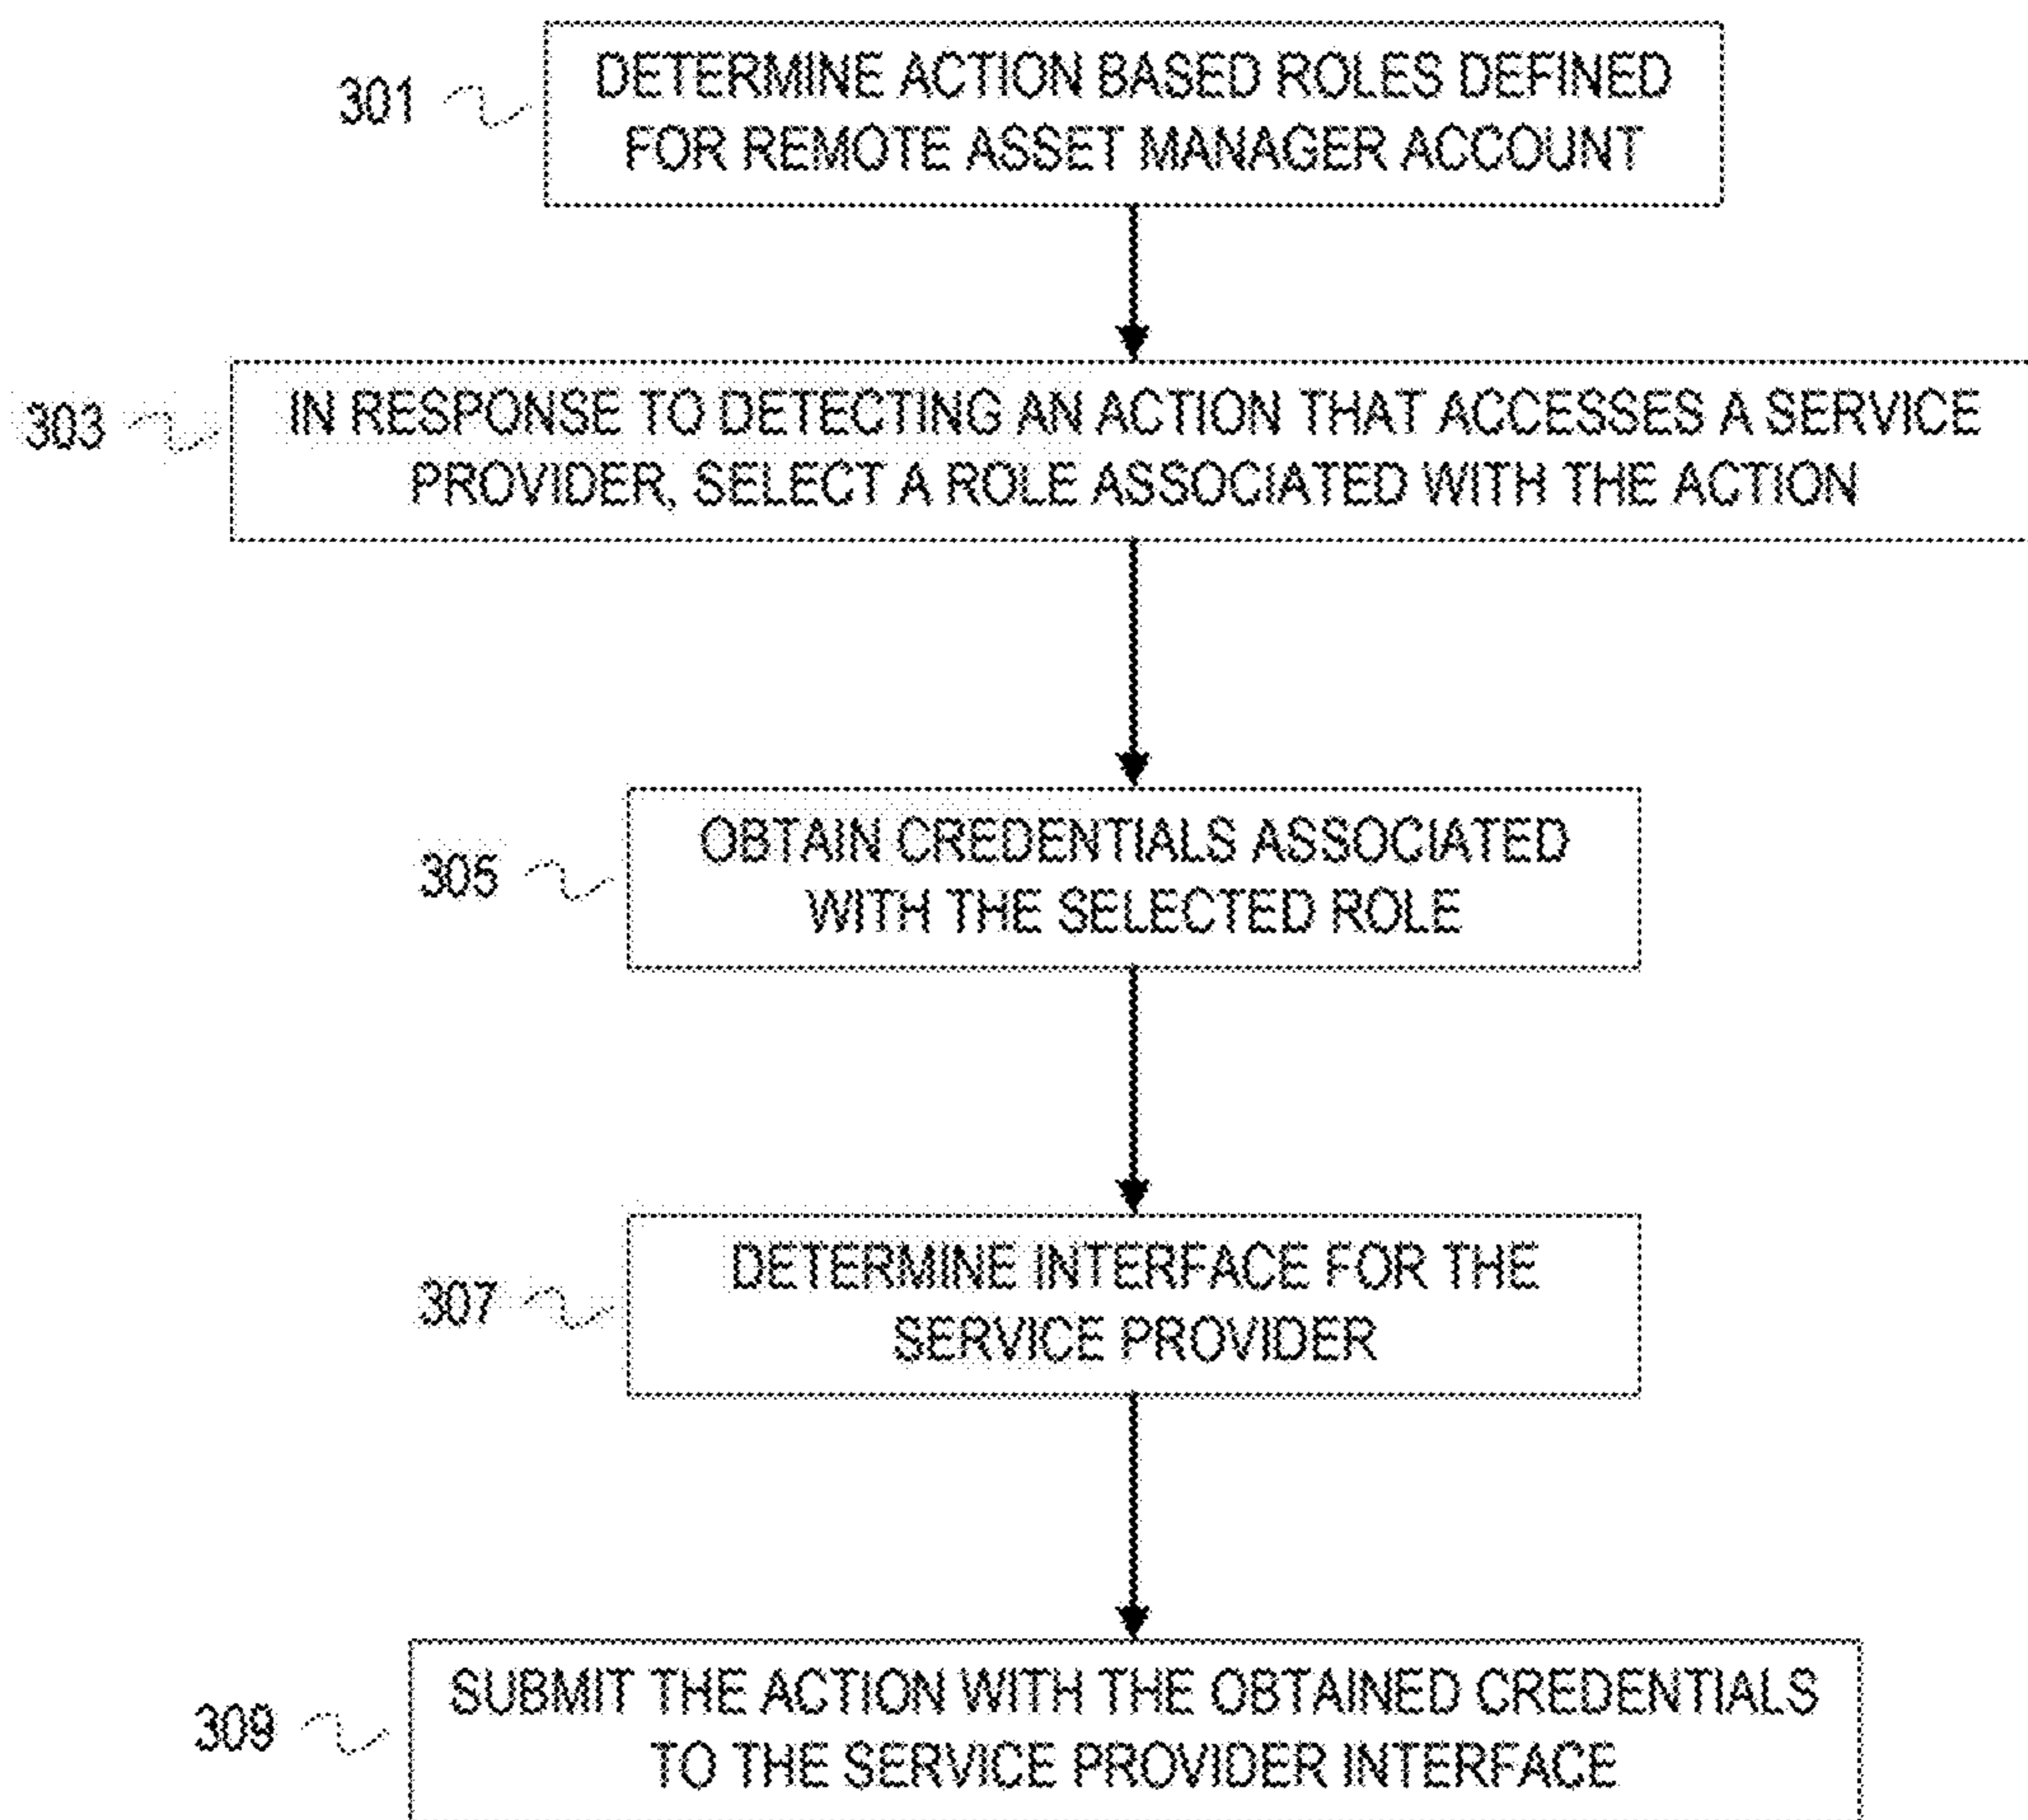 301
DETERMINE ACTION BASED ROLES DEFINED
FOR REMOTE ASSET MANAGER ACCOUNT
303
IN RESPONSE TO DETECTING AN ACTION THAT ACCESSES A SERVICE
PROVIDER, SELECT A ROLE ASSOCIATED WITH THE ACTION
305
OBTAIN CREDENTIALS ASSOCIATED
WITH THE SELECTED ROLE
307
DETERMINE INTERFACE FOR THE
SERVICE PROVIDER
309
SUBMIT THE ACTION WITH THE OBTAINED CREDENTIALS
TO THE SERVICE PROVIDER INTERFACE